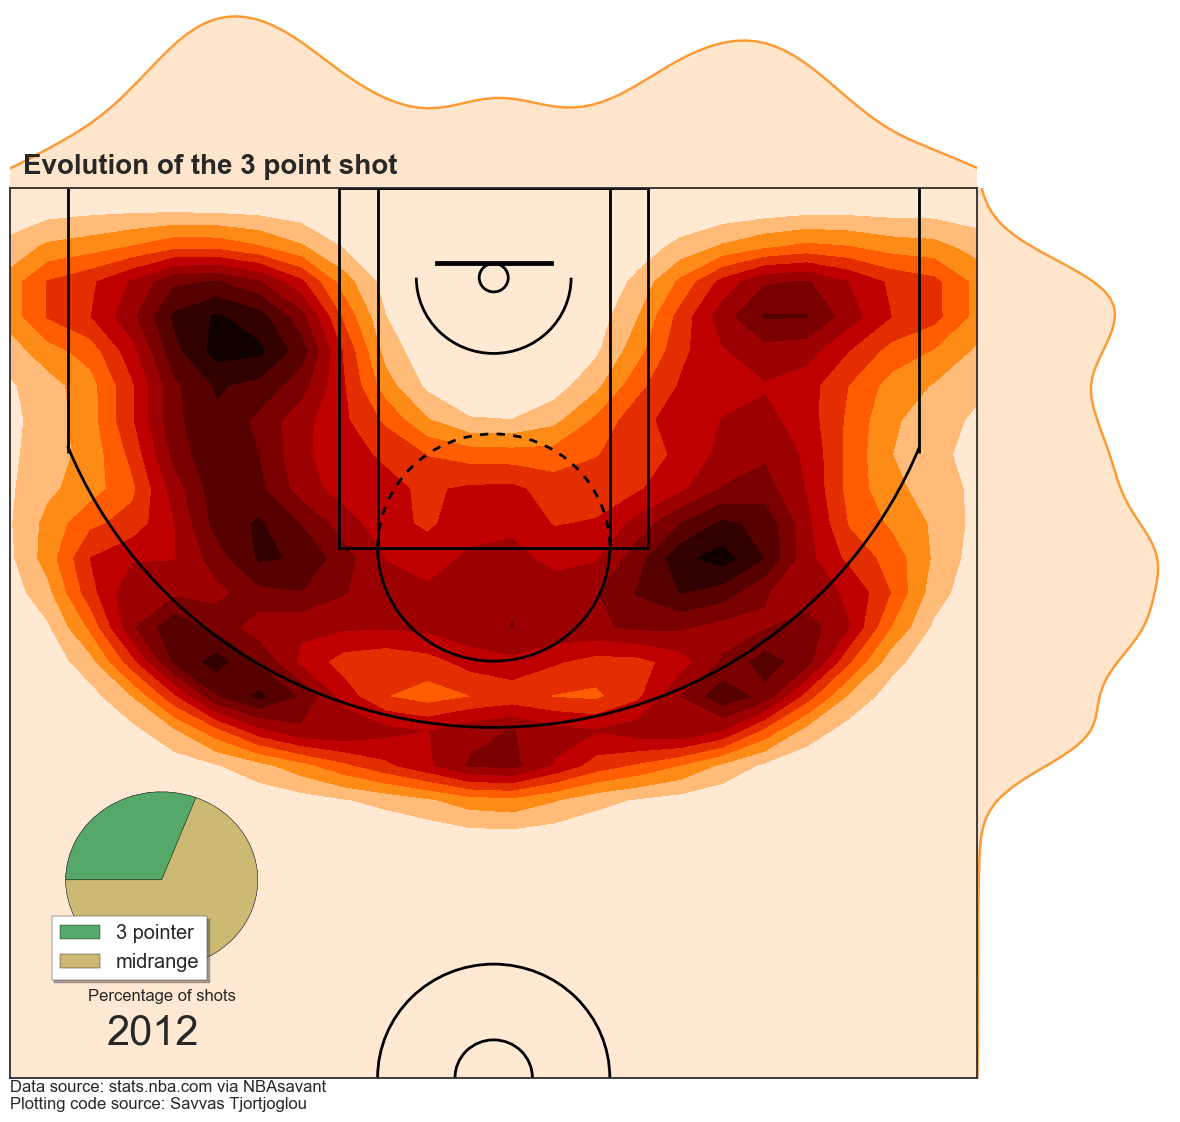 Evolution of the 3 point shot
3 pointer
midrange
Percentage of shots
2012
Data source: stats.nba.com via NBAsavant
Plotting code source: Savvas Tjortjoglou